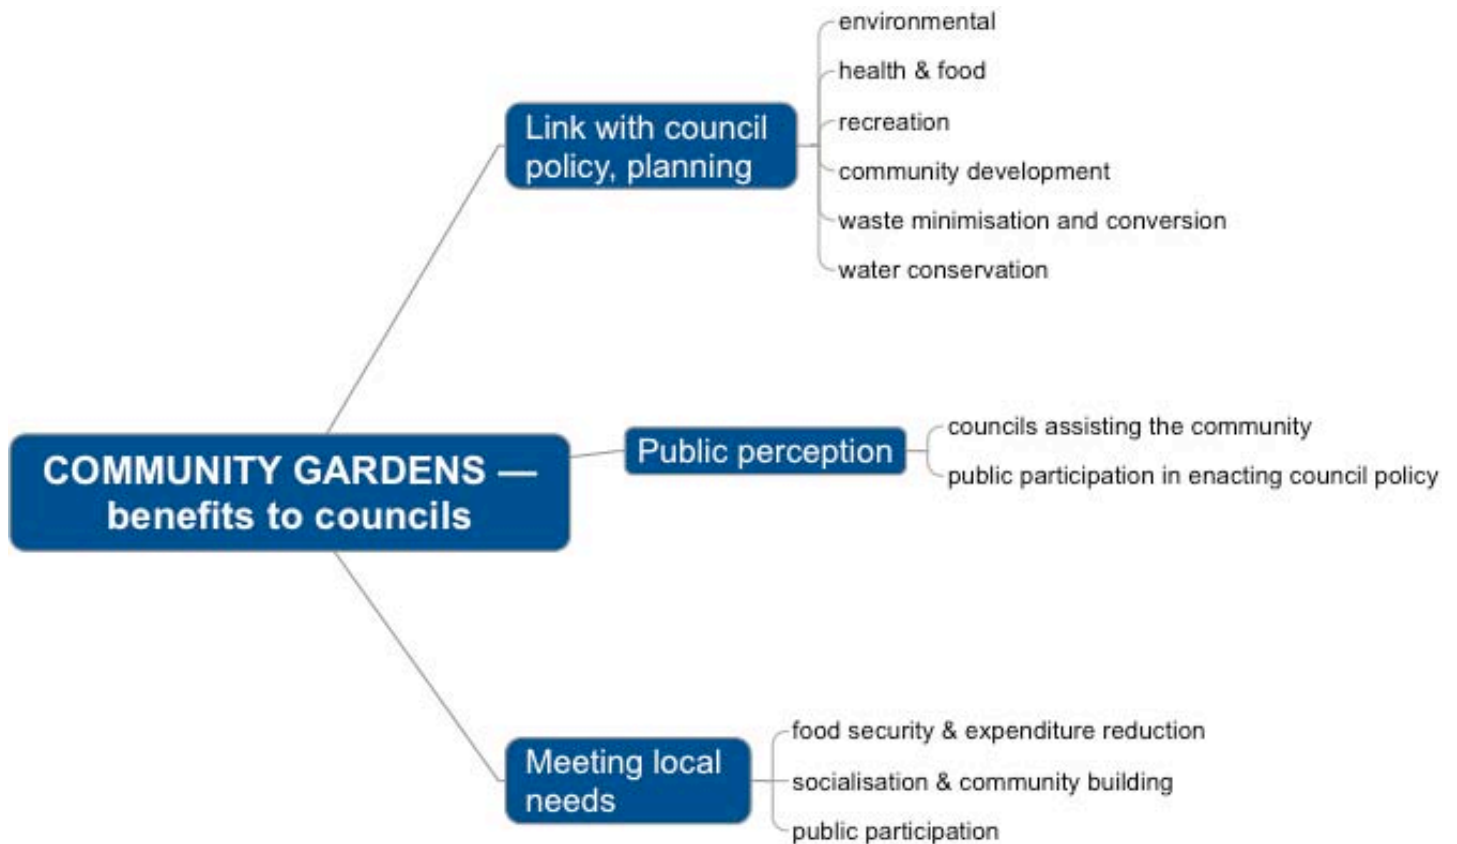 COMMUNITY GARDENS —
benefits to councils
Link with council
policy, planning
environmental
health & food
recreation
community development
waste minimisation and conversion
water conservation
Public perception
councils assisting the community
public participation in enacting council policy
Meeting local
needs
food security & expenditure reduction
socialisation & community building
public participation